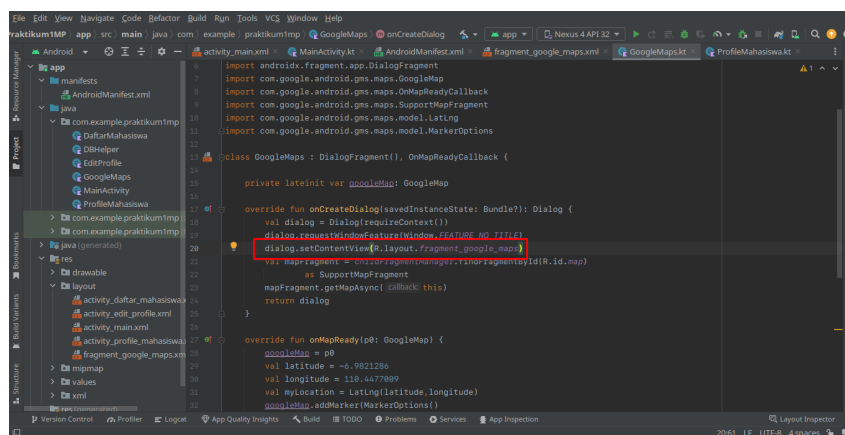 File Edit View Navigate Code Refactor Build Run Tools VCS Window Help
raktikum1MP app src main java com example praktikum1mp GoogleMaps onCreateDialog app Nexus 4 API 32
Android activity_main.xml MainActivity.kt AndroidManifest.xml fragment_google_maps.xml GoogleMaps.kt ProfileMahasiswa.kt
Resource Manager
Project
Bookmarks
Build Variants
Structure
app
manifests
AndroidManifest.xml
java
com.example.praktikum1mp
DaftarMahasiswa
DBHelper
EditProfile
GoogleMaps
MainActivity
ProfileMahasiswa
com.example.praktikum1mp
com.example.praktikum1mp
java (generated)
res
drawable
layout
activity_daftar_mahasiswa.x
activity_edit_profile.xml
activity_main.xml
activity_profile_mahasiswa.
fragment_google_maps.xm
mipmap
values
xml
res (generated)
1
6 import androidx.fragment.app.DialogFragment
7 import com.google.android.gms.maps.GoogleMap
8 import com.google.android.gms.maps.OnMapReadyCallback
9 import com.google.android.gms.maps.SupportMapFragment
10 import com.google.android.gms.maps.model.LatLng
11 import com.google.android.gms.maps.model.MarkerOptions
12
13 class GoogleMaps : DialogFragment(), OnMapReadyCallback {
14
15 private lateinit var googleMap: GoogleMap
16
17 override fun onCreateDialog(savedInstanceState: Bundle?): Dialog {
18 val dialog = Dialog(requireContext())
19 dialog.requestWindowFeature(Window.FEATURE_NO_TITLE)
20 dialog.setContentView(R.layout.fragment_google_maps)
21 val mapFragment = childFragmentManager.findFragmentById(R.id.map)
22 as SupportMapFragment
23 mapFragment.getMapAsync( callback: this)
24 return dialog
25 }
26
27 override fun onMapReady(p0: GoogleMap) {
28 googleMap = p0
29 val latitude = -6.9821286
30 val longitude = 110.4477009
31 val myLocation = LatLng(latitude,longitude)
32 googleMap.addMarker(MarkerOptions()
Version Control Profiler Logcat App Quality Insights Build TODO Problems Services App Inspection Layout Inspector
20:61 LF UTF-8 4 spaces